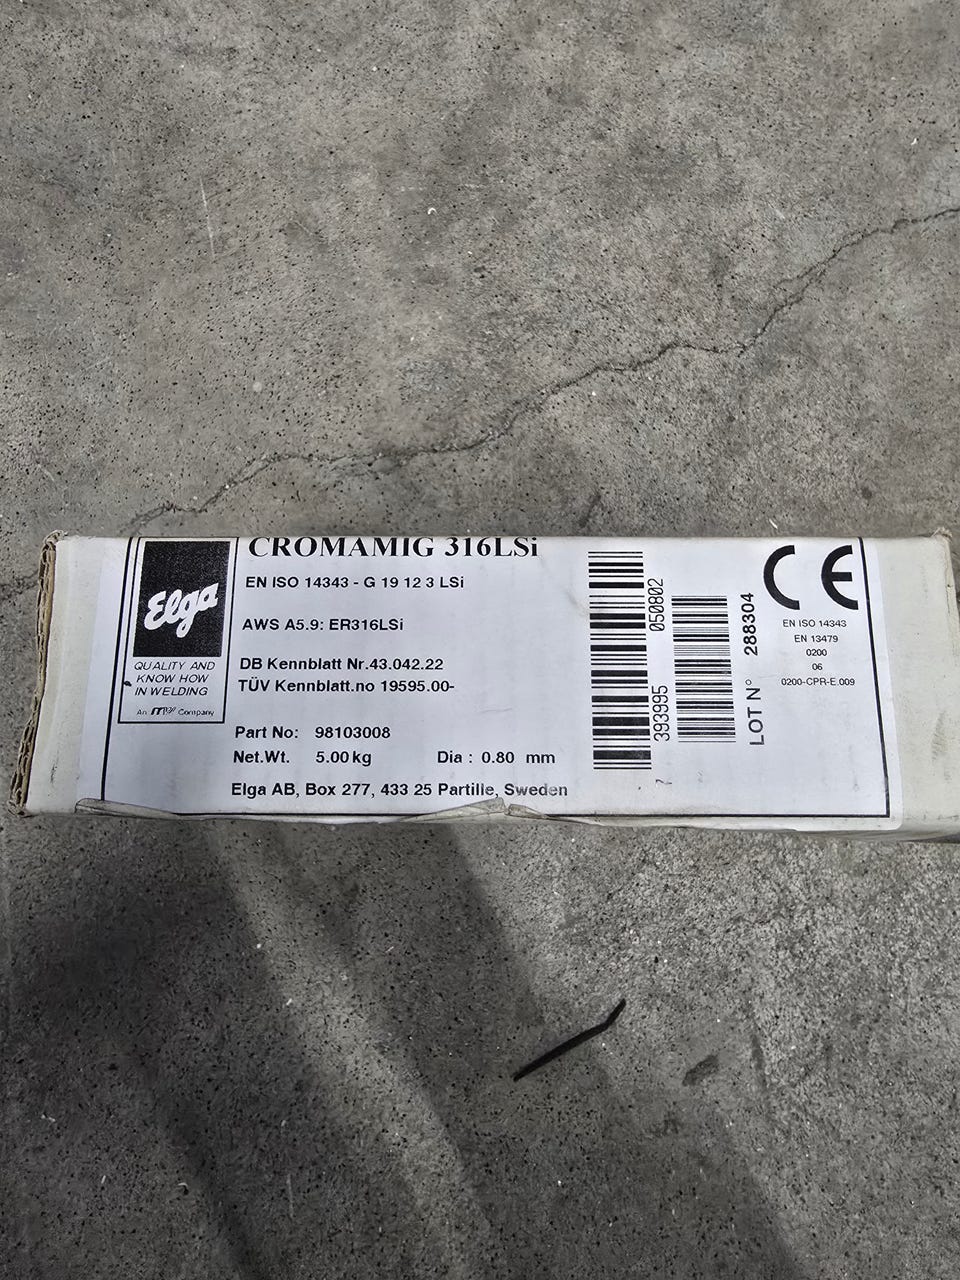 Elga
QUALITY AND
KNOW HOW
IN WELDING
An ITW Company
CROMAMIG 316LSi
EN ISO 14343 - G 19 12 3 LSi
AWS A5.9: ER316LSi
DB Kennblatt Nr.43.042.22
TÜV Kennblatt.no 19595.00-
Part No: 98103008
Net.Wt. 5.00 kg Dia : 0.80 mm
Elga AB, Box 277, 433 25 Partille, Sweden
393995 050802
LOT N° 288304
CE
EN ISO 14343
EN 13479
0200
06
0200-CPR-E.009